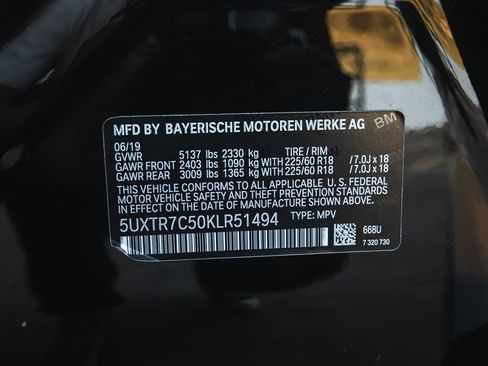 MFD BY BAYERISCHE MOTOREN WERKE AG
06/19
GVWR 5137 lbs 2330 kg TIRE / RIM
GAWR FRONT 2403 lbs 1090 kg WITH 225/60 R18 / 7.0J x 18
GAWR REAR 3009 lbs 1365 kg WITH 225/60 R18 / 7.0J x 18
THIS VEHICLE CONFORMS TO ALL APPLICABLE U. S. FEDERAL
MOTOR VEHICLE SAFETY, BUMPER, AND THEFT PREVENTION
STANDARDS IN EFFECT ON THE DATE OF MANUFACTURE SHOWN ABOVE.
5UXTR7C50KLR51494 TYPE: MPV
668U
7 320 730